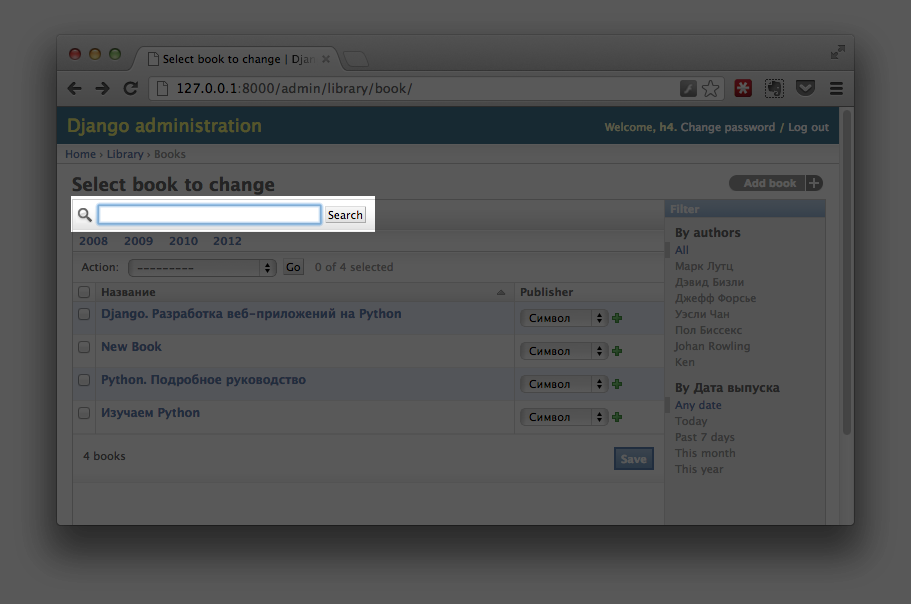 Select book to change | Djan
127.0.0.1:8000/admin/library/book/
Django administration
Welcome, h4. Change password / Log out
Home › Library › Books
Select book to change
Add book
Search
Filter
2008 2009 2010 2012
By authors
All
Марк Лутц
Дэвид Бизли
Джефф Форсье
Уэсли Чан
Пол Биссекс
Johan Rowling
Ken
By Дата выпуска
Any date
Today
Past 7 days
This month
This year
Action: --------- Go 0 of 4 selected
Название Publisher
Django. Разработка веб-приложений на Python Символ
New Book Символ
Python. Подробное руководство Символ
Изучаем Python Символ
4 books
Save